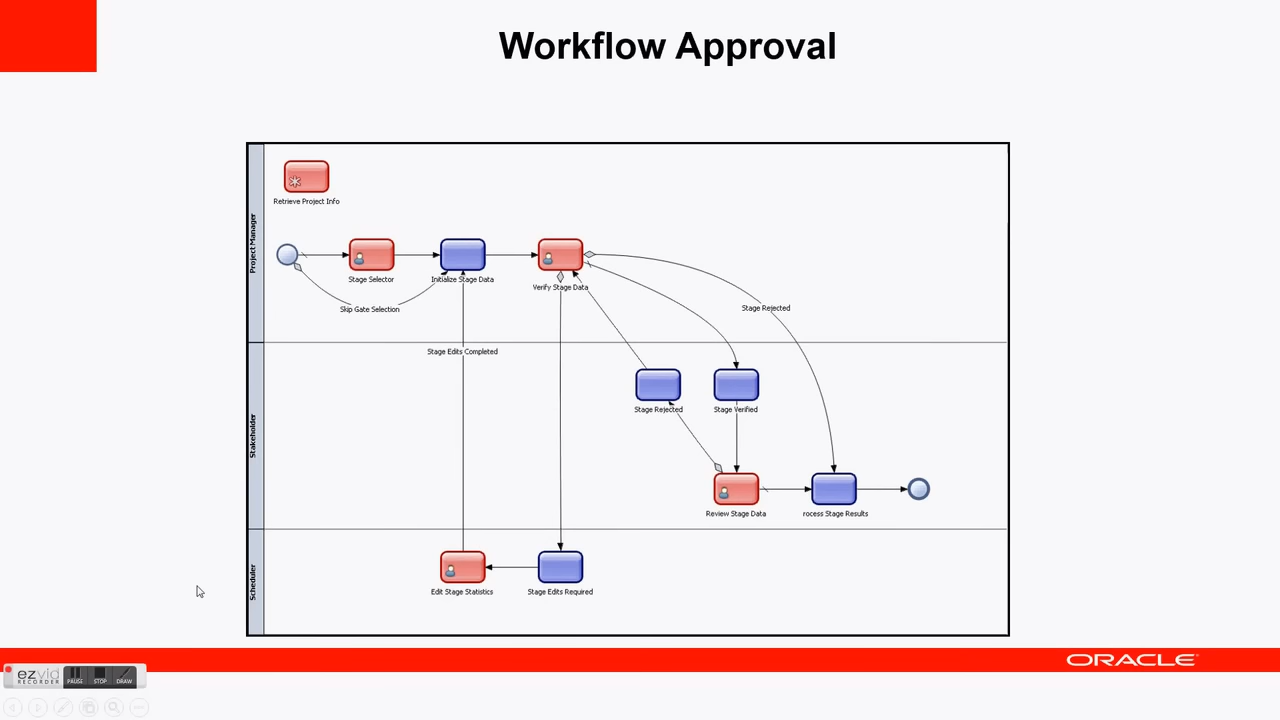 Workflow Approval
Project Manager
Retrieve Project Info
Stage Selector
Initialize Stage Data
Verify Stage Data
Skip Gate Selection
Stage Rejected
Stage Edits Completed
Stakeholder
Stage Rejected
Stage Verified
Review Stage Data
rocess Stage Results
Scheduler
Edit Stage Statistics
Stage Edits Required
ORACLE
ezvid
RECORDER
PAUSE
STOP
DRAW